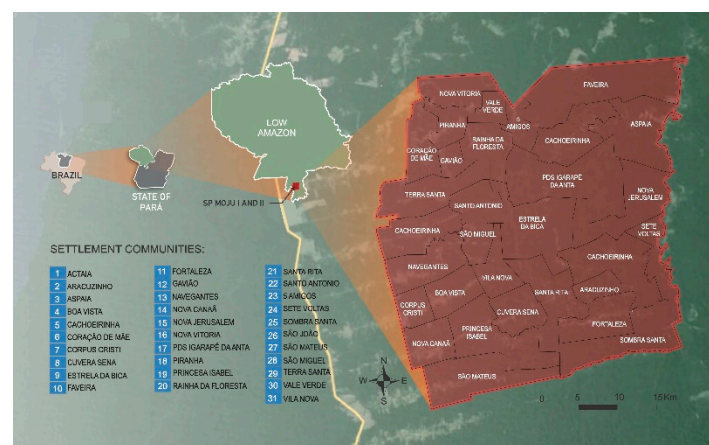 BRAZIL
STATE OF
PARÁ
LOW
AMAZON
SP MOJU I AND II
SETTLEMENT COMMUNITIES:
1 ACTAIA
2 ARACUZINHO
3 ASPAIA
4 BOA VISTA
5 CACHOEIRINHA
6 CORAÇÃO DE MÃE
7 CORPUS CRISTI
8 CUVERA SENA
9 ESTRELA DA BICA
10 FAVEIRA
11 FORTALEZA
12 GAVIÃO
13 NAVEGANTES
14 NOVA CANAÃ
15 NOVA JERUSALEM
16 NOVA VITORIA
17 PDS IGARAPÉ DA ANTA
18 PIRANHA
19 PRINCESA ISABEL
20 RAINHA DA FLORESTA
21 SANTA RITA
22 SANTO ANTONIO
23 5 AMIGOS
24 SETE VOLTAS
25 SOMBRA SANTA
26 SÃO JOÃO
27 SÃO MATEUS
28 SÃO MIGUEL
29 TERRA SANTA
30 VALE VERDE
31 VILA NOVA
FAVEIRA
NOVA VITORIA
VALE
VERDE
5
AMIGOS
PIRANHA
RAINHA DA
FLORESTA
CACHOEIRINHA
ASPAIA
CORAÇÃO
DE MÃE
GAVIÃO
PDS IGARAPÉ
DA ANTA
TERRA SANTA
SANTO ANTONIO
NOVA
JERUSALEM
ESTRELA
DA BICA
SETE
VOLTAS
CACHOEIRINHA
SÃO MIGUEL
CACHOEIRINHA
NAVEGANTES
VILA NOVA
BOA VISTA
SANTA RITA
ARACUZINHO
CORPUS
CRISTI
CUVERA SENA
FORTALEZA
PRINCESA
ISABEL
NOVA CANAÃ
SOMBRA SANTA
SÃO MATEUS
N
W E
S
0 5 10 15Km